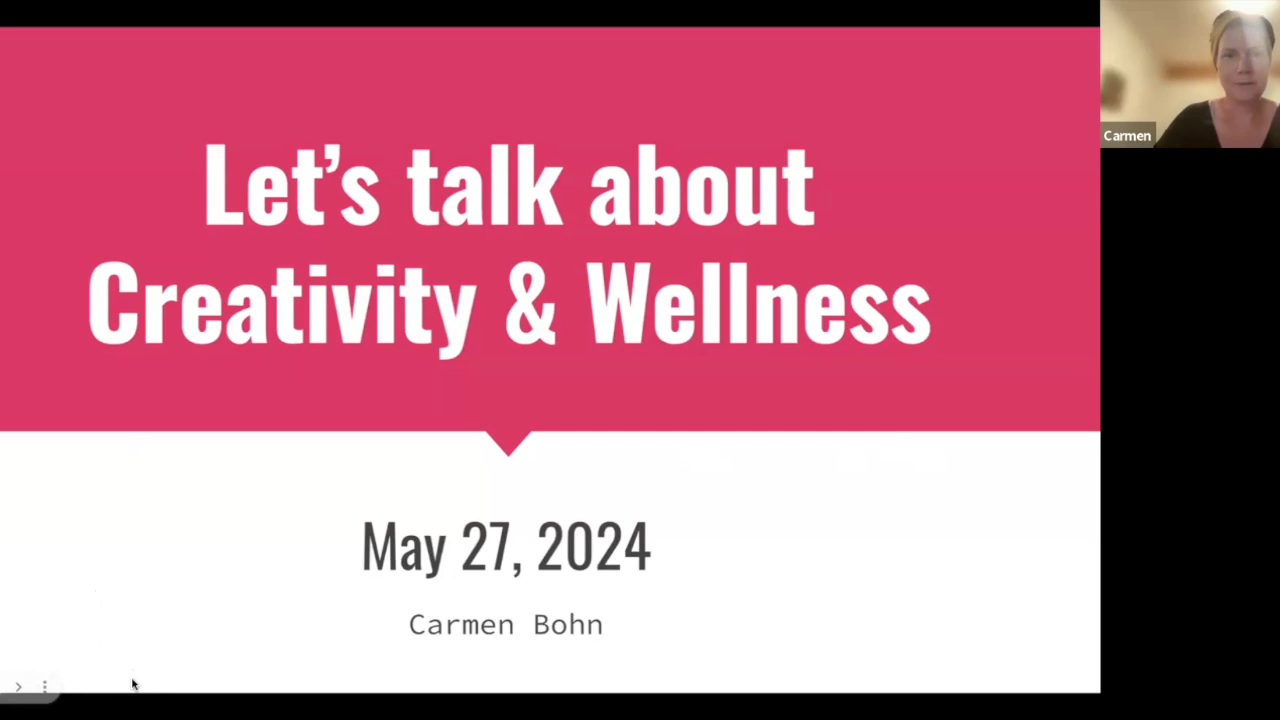 Let’s talk about
Creativity & Wellness
May 27, 2024
Carmen Bohn
Carmen